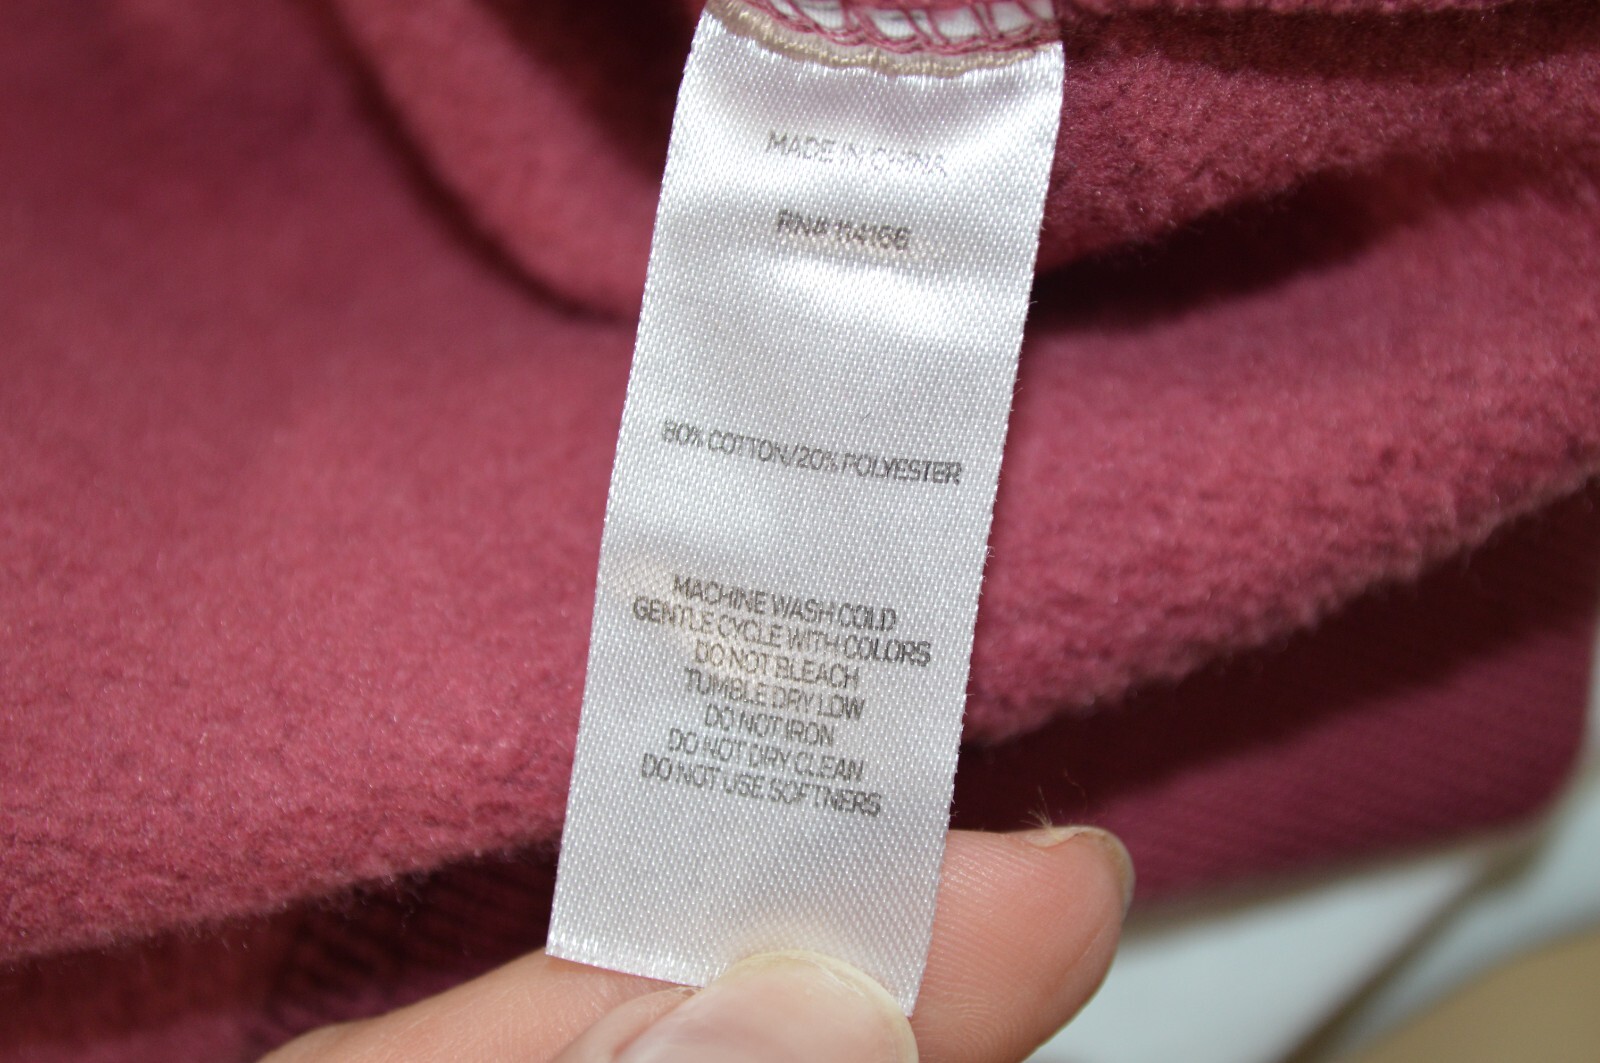 MADE IN CHINA
RN# 114166
80% COTTON/20% POLYESTER
MACHINE WASH COLD
GENTLE CYCLE WITH COLORS
DO NOT BLEACH
TUMBLE DRY LOW
DO NOT IRON
DO NOT DRY CLEAN
DO NOT USE SOFTNERS